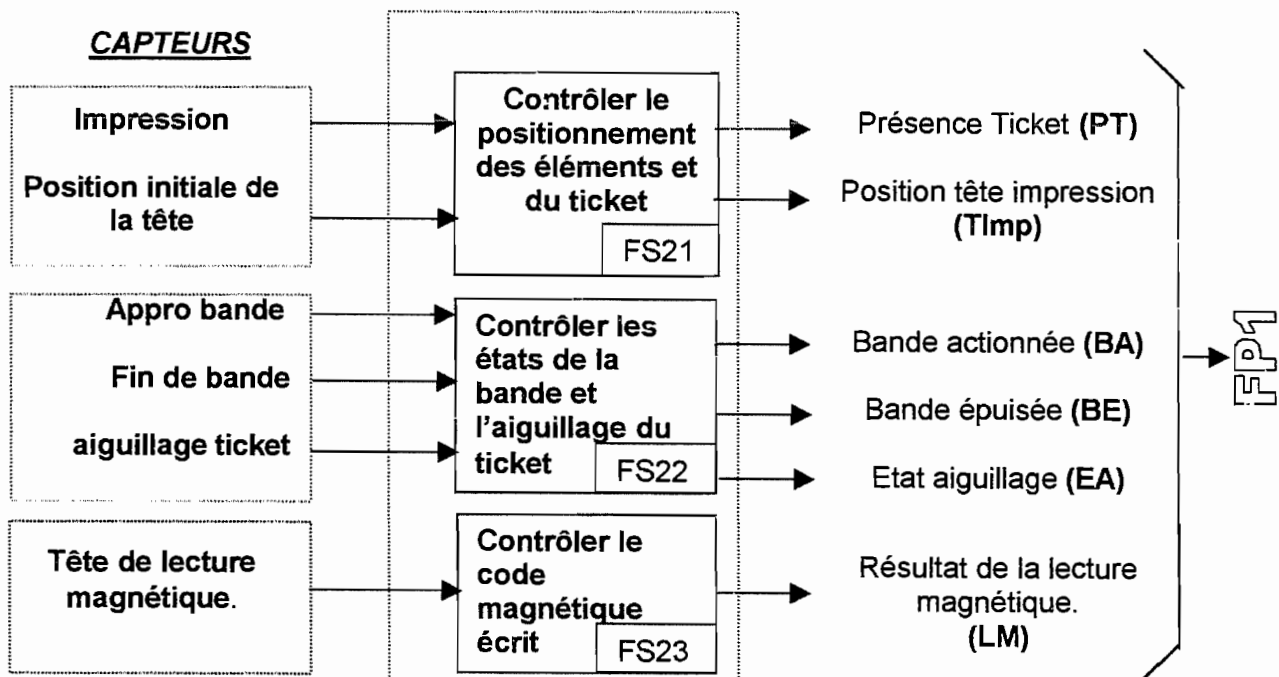 CAPTEURS
Impression
Position initiale de
la tête
Contrôler le
positionnement
des éléments et
du ticket
FS21
Présence Ticket (PT)
Position tête impression
(TImp)
Appro bande
Fin de bande
aiguillage ticket
Contrôler les
états de la
bande et
l'aiguillage du
ticket
FS22
Bande actionnée (BA)
Bande épuisée (BE)
Etat aiguillage (EA)
Tête de lecture
magnétique.
Contrôler le
code
magnétique
écrit
FS23
Résultat de la lecture
magnétique.
(LM)
FP1